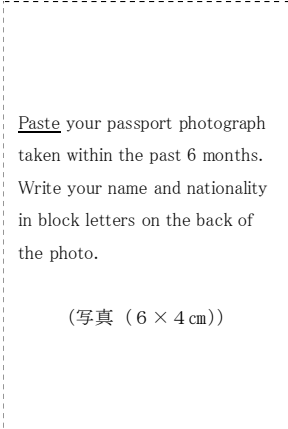 Paste your passport photograph
taken within the past 6 months.
Write your name and nationality
in block letters on the back of
the photo.
(写真（６×４㎝))